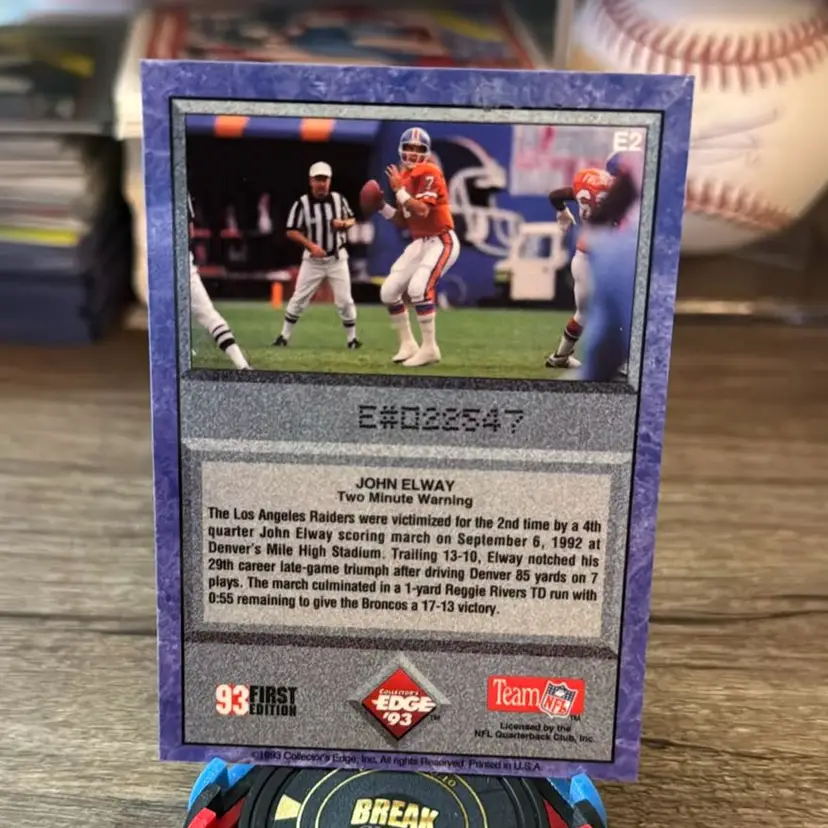 E2
7
E#022547
JOHN ELWAY
Two Minute Warning
The Los Angeles Raiders were victimized for the 2nd time by a 4th
quarter John Elway scoring march on September 6, 1992 at
Denver's Mile High Stadium. Trailing 13-10, Elway notched his
29th career late-game triumph after driving Denver 85 yards on 7
plays. The march culminated in a 1-yard Reggie Rivers TD run with
0:55 remaining to give the Broncos a 17-13 victory.
93 FIRST
EDITION
COLLECTOR'S
EDGE
'93
TM
Team NFL
TM
Licensed by the
NFL Quarterback Club, Inc.
©1993 Collector's Edge, Inc. All rights Reserved. Printed in U.S.A.
BREAK